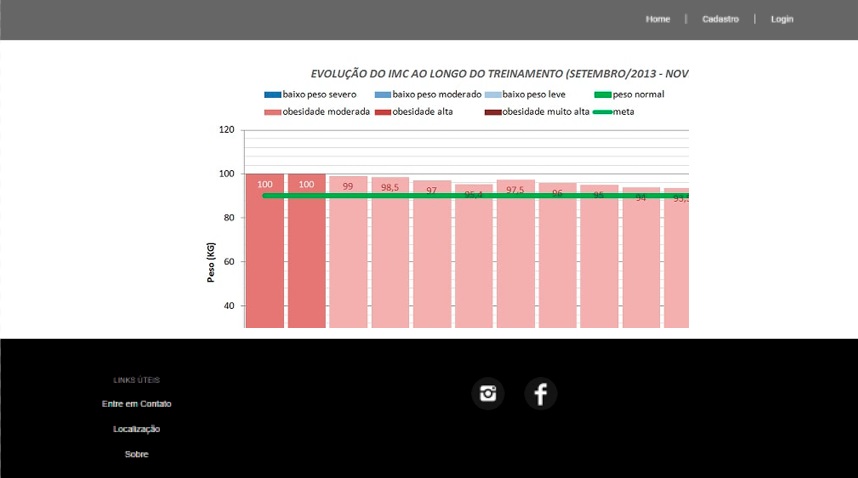 Home | Cadastro | Login
EVOLUÇÃO DO IMC AO LONGO DO TREINAMENTO (SETEMBRO/2013 - NOV
baixo peso severo baixo peso moderado baixo peso leve peso normal
obesidade moderada obesidade alta obesidade muito alta meta
120
100
80
60
40
Peso (KG)
100 100 99 98,5 97 95,4 97,5 96 95 94 93,5
LINKS ÚTEIS
Entre em Contato
Localização
Sobre